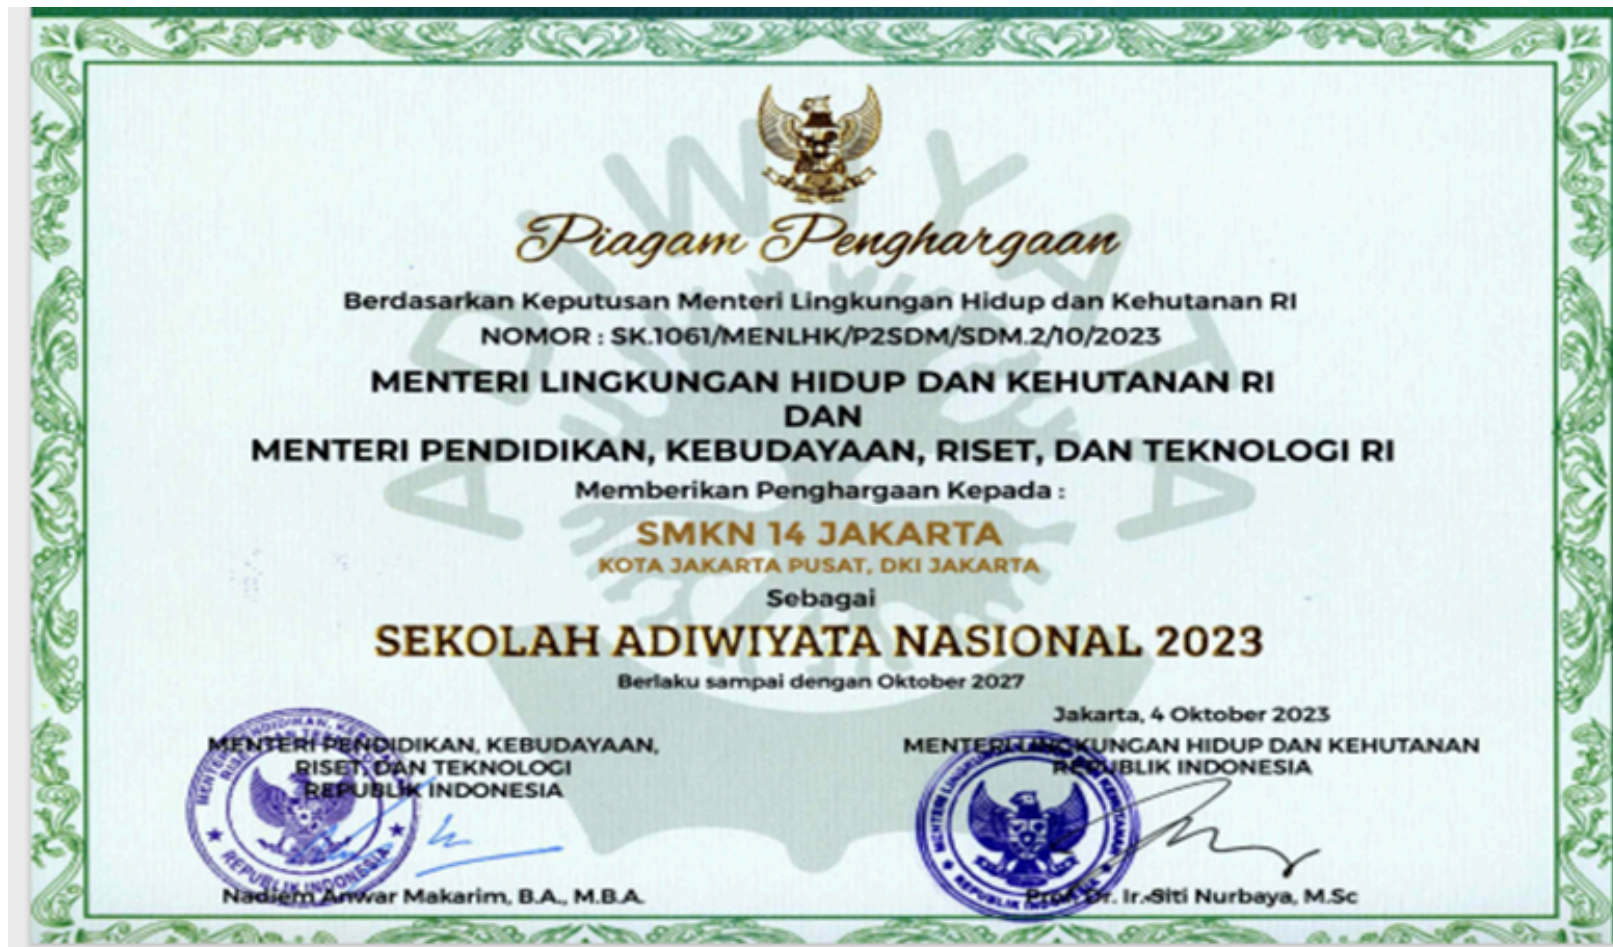 ADIWIYATA
Piagam Penghargaan
Berdasarkan Keputusan Menteri Lingkungan Hidup dan Kehutanan RI
NOMOR : SK.1061/MENLHK/P2SDM/SDM.2/10/2023
MENTERI LINGKUNGAN HIDUP DAN KEHUTANAN RI
DAN
MENTERI PENDIDIKAN, KEBUDAYAAN, RISET, DAN TEKNOLOGI RI
Memberikan Penghargaan Kepada :
SMKN 14 JAKARTA
KOTA JAKARTA PUSAT, DKI JAKARTA
Sebagai
SEKOLAH ADIWIYATA NASIONAL 2023
Berlaku sampai dengan Oktober 2027
Jakarta, 4 Oktober 2023
MENTERI PENDIDIKAN, KEBUDAYAAN,
RISET, DAN TEKNOLOGI
REPUBLIK INDONESIA
REPUBLIK INDONESIA
Nadiem Anwar Makarim, B.A., M.B.A.
MENTERI LINGKUNGAN HIDUP DAN KEHUTANAN
REPUBLIK INDONESIA
Prof. Dr. Ir. Siti Nurbaya, M.Sc